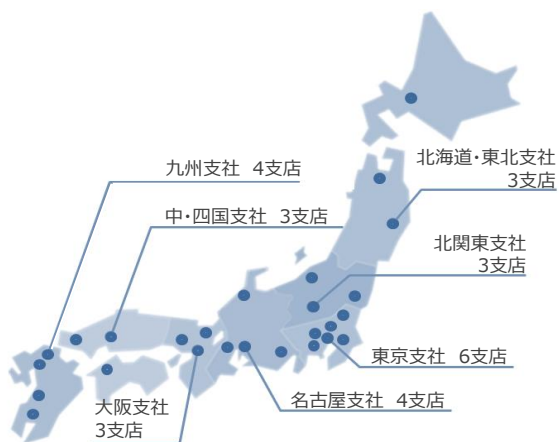 九州支社 4支店
北海道・東北支社
3支店
中・四国支社 3支店
北関東支社
3支店
東京支社 6支店
名古屋支社 4支店
大阪支社
3支店